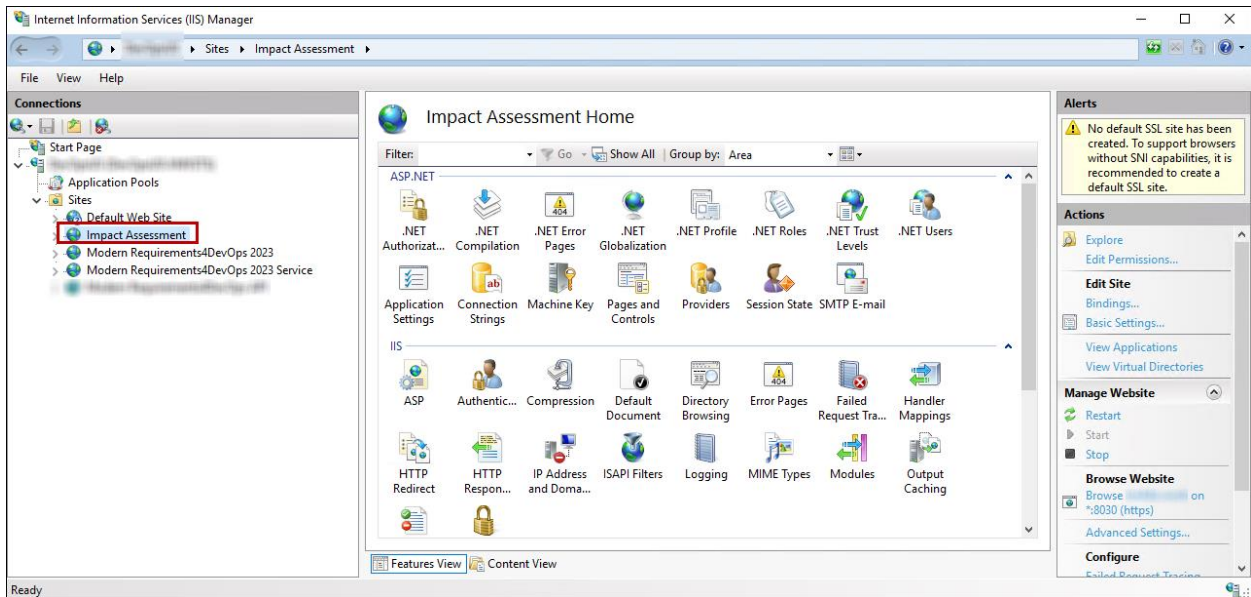 Internet Information Services (IIS) Manager
Sites Impact Assessment
File View Help
Connections
Start Page
Application Pools
Sites
Default Web Site
Impact Assessment
Modern Requirements4DevOps 2023
Modern Requirements4DevOps 2023 Service
Impact Assessment Home
Filter: Go Show All Group by: Area
ASP.NET
.NET Authorizat...
.NET Compilation
.NET Error Pages
.NET Globalization
.NET Profile
.NET Roles
.NET Trust Levels
.NET Users
Application Settings
Connection Strings
Machine Key
Pages and Controls
Providers
Session State
SMTP E-mail
IIS
ASP
Authentic...
Compression
Default Document
Directory Browsing
Error Pages
Failed Request Tra...
Handler Mappings
HTTP Redirect
HTTP Respon...
IP Address and Doma...
ISAPI Filters
Logging
MIME Types
Modules
Output Caching
Features View Content View
Alerts
No default SSL site has been
created. To support browsers
without SNI capabilities, it is
recommended to create a
default SSL site.
Actions
Explore
Edit Permissions...
Edit Site
Bindings...
Basic Settings...
View Applications
View Virtual Directories
Manage Website
Restart
Start
Stop
Browse Website
Browse on
*:8030 (https)
Advanced Settings...
Configure
Failed Request Tracing
Ready